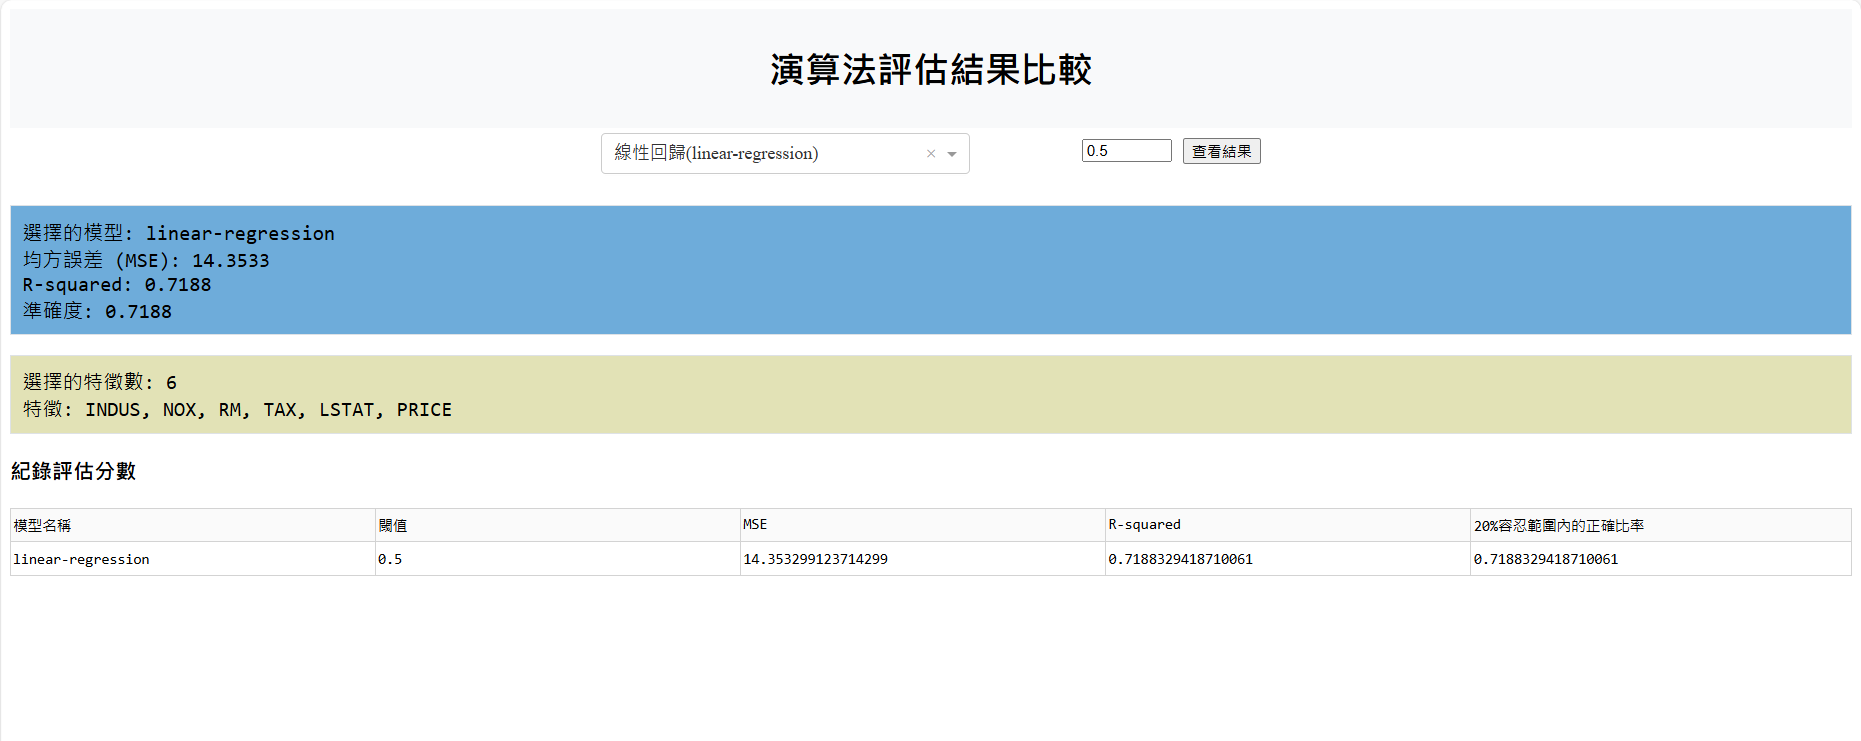 演算法評估結果比較
線性回歸(linear-regression) × 0.5 查看結果
選擇的模型: linear-regression
均方誤差 (MSE): 14.3533
R-squared: 0.7188
準確度: 0.7188
選擇的特徵數: 6
特徵: INDUS, NOX, RM, TAX, LSTAT, PRICE
紀錄評估分數
模型名稱 閾值 MSE R-squared 20%容忍範圍內的正確比率
linear-regression 0.5 14.353299123714299 0.7188329418710061 0.7188329418710061